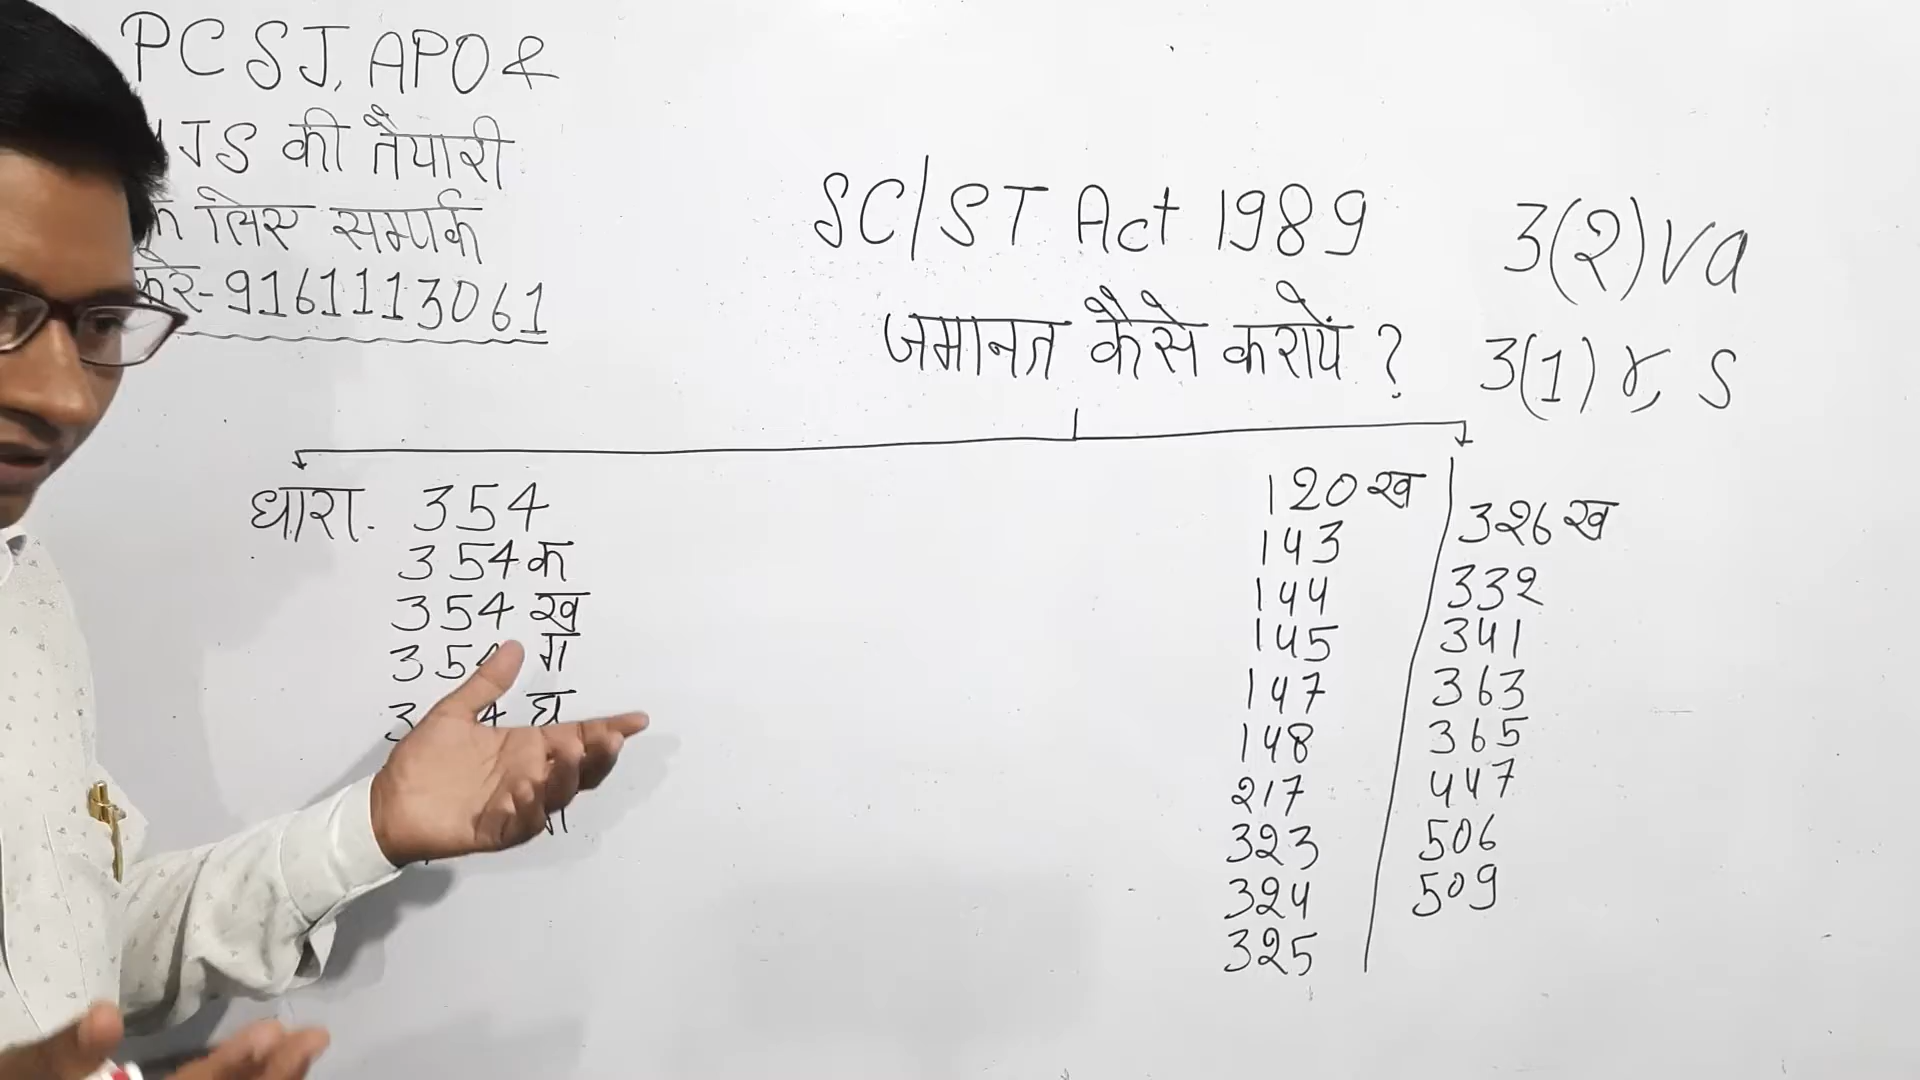 PCSJ, APO &
JS की तैयारी
के लिए सम्पर्क
करे-9161113061
SC/ST Act 1989
जमानत कैसे करायें ?
3(2)va
3(1) r, s
धारा. 354
354क
354 ख
354 ग
घ
120 ख
143
144
145
147
148
217
323
324
325
326 ख
332
341
363
365
447
506
509